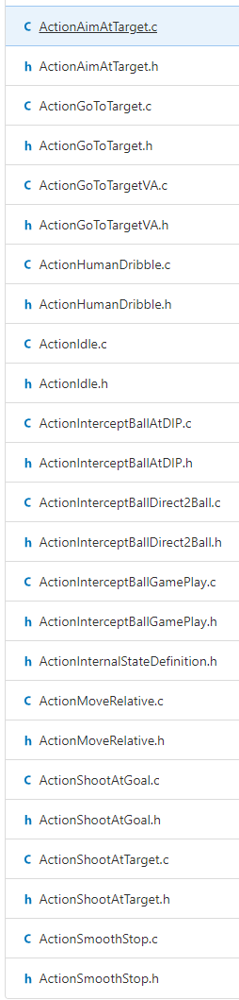 C ActionAimAtTarget.c
h ActionAimAtTarget.h
C ActionGoToTarget.c
h ActionGoToTarget.h
C ActionGoToTargetVA.c
h ActionGoToTargetVA.h
C ActionHumanDribble.c
h ActionHumanDribble.h
C ActionIdle.c
h ActionIdle.h
C ActionInterceptBallAtDIP.c
h ActionInterceptBallAtDIP.h
C ActionInterceptBallDirect2Ball.c
h ActionInterceptBallDirect2Ball.h
C ActionInterceptBallGamePlay.c
h ActionInterceptBallGamePlay.h
h ActionInternalStateDefinition.h
C ActionMoveRelative.c
h ActionMoveRelative.h
C ActionShootAtGoal.c
h ActionShootAtGoal.h
C ActionShootAtTarget.c
h ActionShootAtTarget.h
C ActionSmoothStop.c
h ActionSmoothStop.h